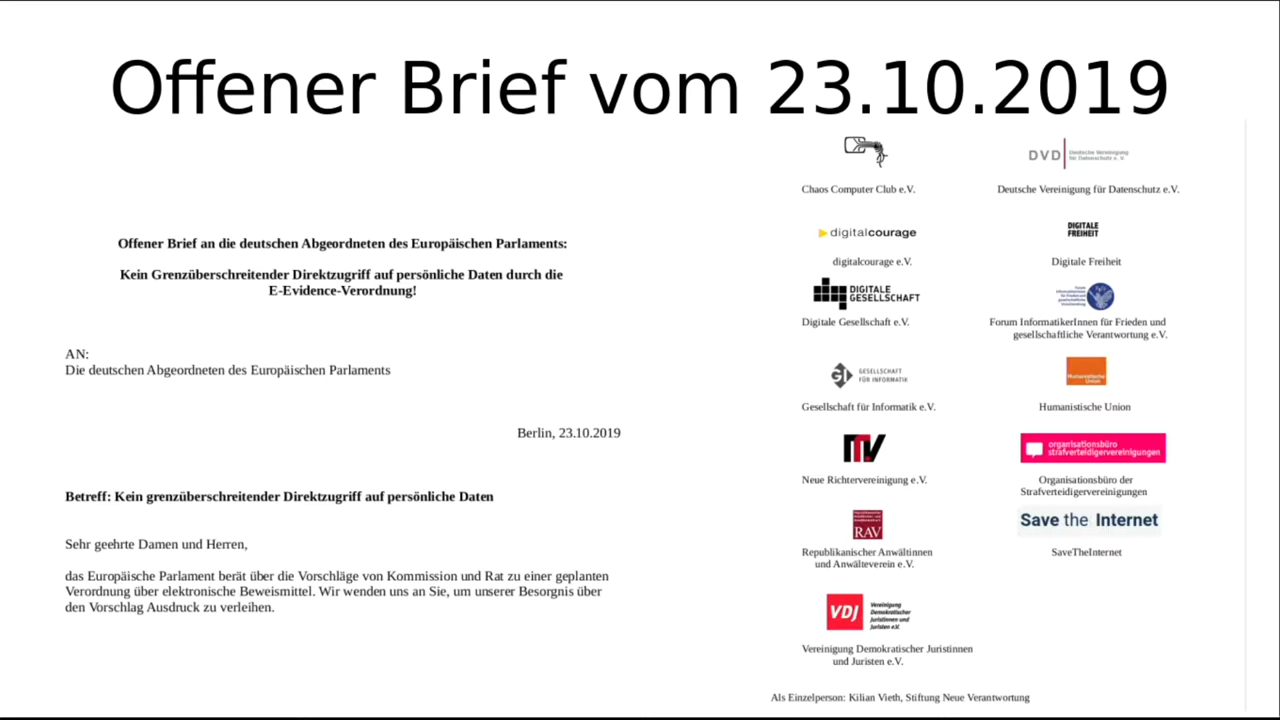 Offener Brief vom 23.10.2019
Offener Brief an die deutschen Abgeordneten des Europäischen Parlaments:
Kein Grenzüberschreitender Direktzugriff auf persönliche Daten durch die
E-Evidence-Verordnung!
AN:
Die deutschen Abgeordneten des Europäischen Parlaments
Berlin, 23.10.2019
Betreff: Kein grenzüberschreitender Direktzugriff auf persönliche Daten
Sehr geehrte Damen und Herren,
das Europäische Parlament berät über die Vorschläge von Kommission und Rat zu einer geplanten
Verordnung über elektronische Beweismittel. Wir wenden uns an Sie, um unserer Besorgnis über
den Vorschlag Ausdruck zu verleihen.
Chaos Computer Club e.V.
DVD
Deutsche Vereinigung
für Datenschutz e. V.
Deutsche Vereinigung für Datenschutz e.V.
digitalcourage
digitalcourage e.V.
DIGITALE
FREIHEIT
Digitale Freiheit
DIGITALE
GESELLSCHAFT
Digitale Gesellschaft e.V.
Forum InformatikerInnen für Frieden und
gesellschaftliche Verantwortung e.V.
GI
GESELLSCHAFT
FÜR INFORMATIK
Gesellschaft für Informatik e.V.
Humanistische
Union
Humanistische Union
Neue Richtervereinigung e.V.
organisationsbüro
strafverteidigervereinigungen
Organisationsbüro der
Strafverteidigervereinigungen
RAV
Republikanischer Anwältinnen
und Anwälteverein e.V.
Save the Internet
SaveTheInternet
VDJ
Vereinigung
Demokratischer
Juristinnen und
Juristen e.V.
Vereinigung Demokratischer Juristinnen
und Juristen e.V.
Als Einzelperson: Kilian Vieth, Stiftung Neue Verantwortung